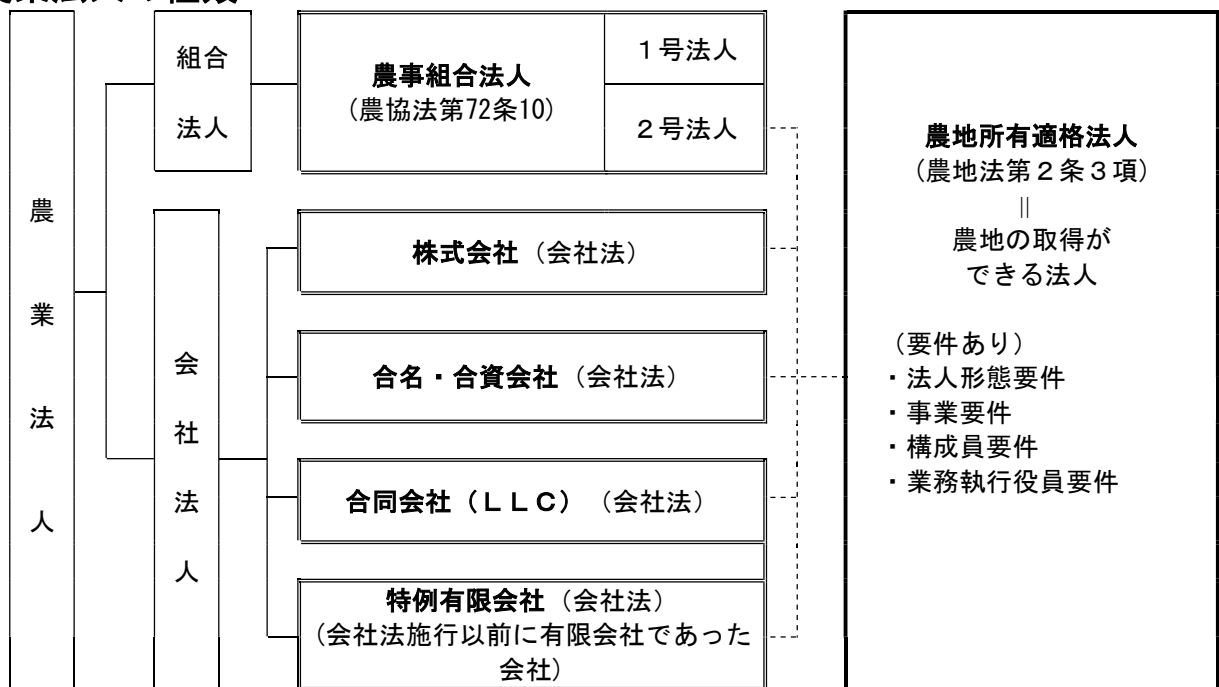 農業法人
組合
法人
農事組合法人
(農協法第72条10)
1号法人
2号法人
会社法人
株式会社（会社法）
合名・合資会社（会社法）
合同会社（ＬＬＣ）（会社法）
特例有限会社（会社法）
(会社法施行以前に有限会社であった
会社)
農地所有適格法人
（農地法第２条３項）
||
農地の取得が
できる法人
（要件あり）
・法人形態要件
・事業要件
・構成員要件
・業務執行役員要件